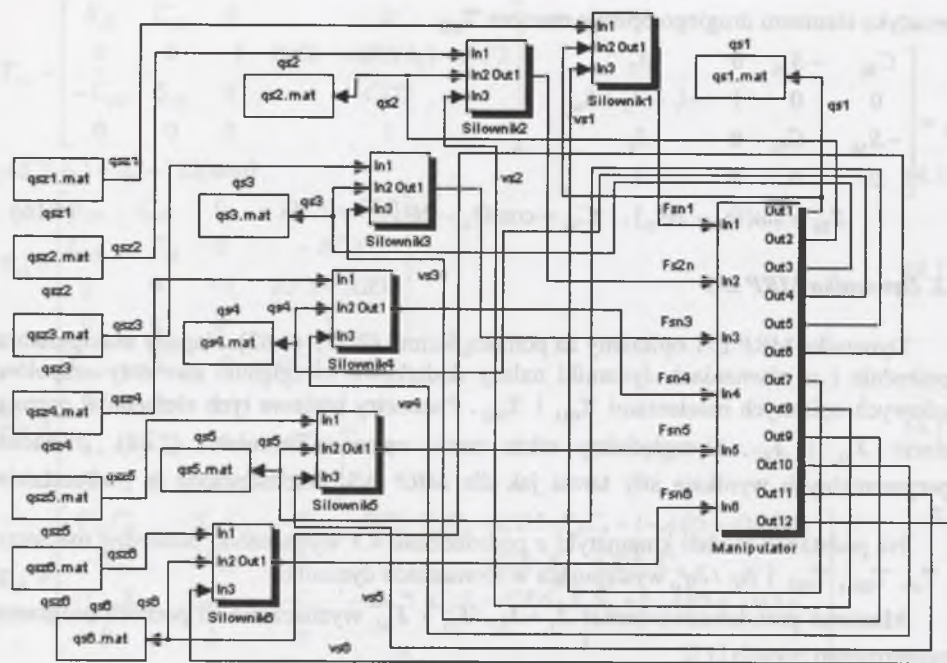 qs1
qs1.mat
qs1
In1
In2 Out1
In3
Silownik1
vs1
qs2
qs2.mat
qs2
In1
In2 Out1
In3
Silownik2
vs2
qsz1
qsz1.mat
qsz1
qs3
qs3.mat
qs3
In1
In2 Out1
In3
Silownik3
vs3
qsz2
qsz2.mat
qsz2
qs4
qs4.mat
qs4
In1
In2 Out1
In3
Silownik4
vs4
qsz3
qsz3.mat
qsz3
qs5
qs5.mat
qs5
In1
In2 Out1
In3
Silownik5
vs5
qsz4
qsz4.mat
qsz4
qsz5
qsz5.mat
qsz5
qsz6
qsz6.mat
qsz6
qs6
qs6.mat
qs6
In1
In2 Out1
In3
Silownik6
vs6
Fsn1
Fs2n
Fsn3
Fsn4
Fsn5
Fsn6
In1
In2
In3
In4
In5
In6
Out1
Out2
Out3
Out4
Out5
Out6
Out7
Out8
Out9
Out10
Out11
Out12
Manipulator